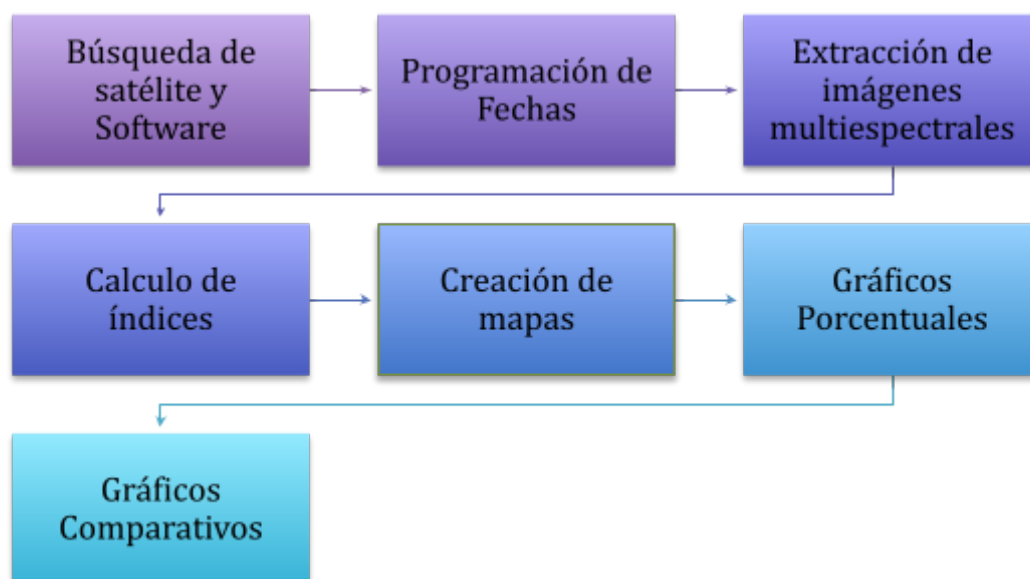 Búsqueda de
satélite y
Software
Programación de
Fechas
Extracción de
imágenes
multiespectrales
Calculo de
índices
Creación de
mapas
Gráficos
Porcentuales
Gráficos
Comparativos